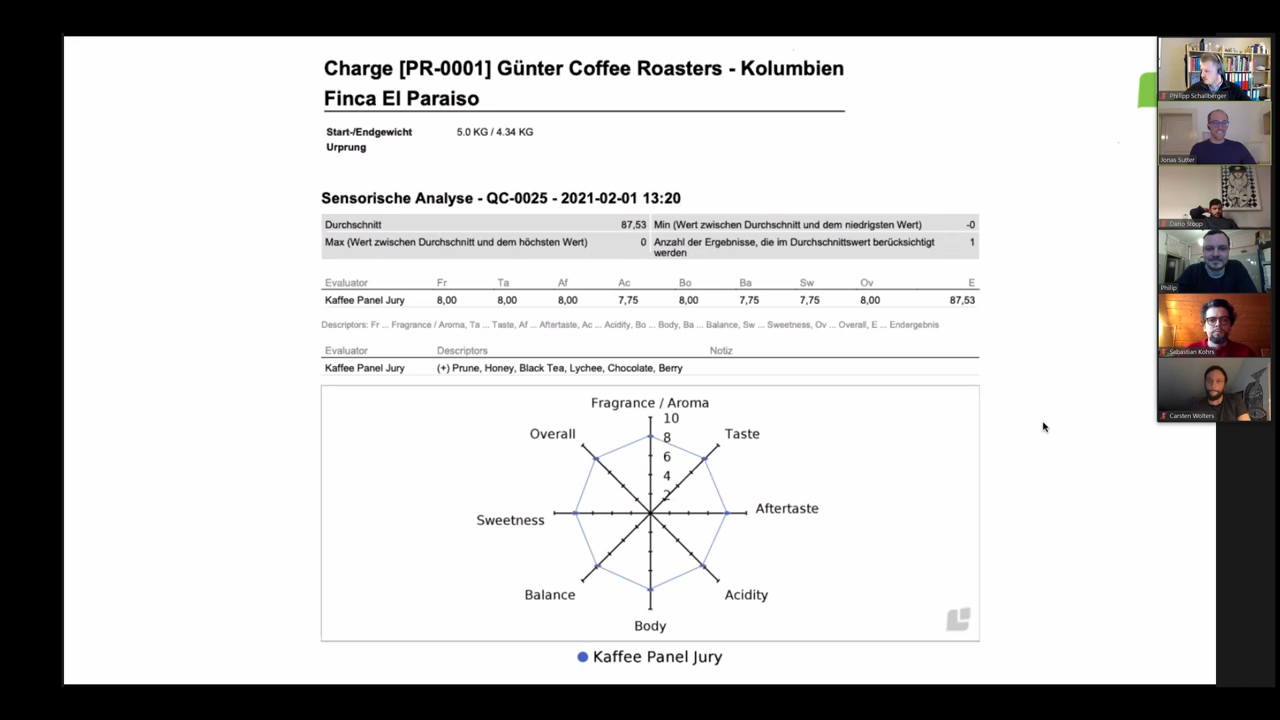 Charge [PR-0001] Günter Coffee Roasters - Kolumbien
Finca El Paraiso
Start-/Endgewicht 5.0 KG / 4.34 KG
Urprung
Sensorische Analyse - QC-0025 - 2021-02-01 13:20
Durchschnitt 87,53 Min (Wert zwischen Durchschnitt und dem niedrigsten Wert) -0
Max (Wert zwischen Durchschnitt und dem höchsten Wert) 0 Anzahl der Ergebnisse, die im Durchschnittswert berücksichtigt 1
werden
Evaluator Fr Ta Af Ac Bo Ba Sw Ov E
Kaffee Panel Jury 8,00 8,00 8,00 7,75 8,00 7,75 7,75 8,00 87,53
Descriptors: Fr ... Fragrance / Aroma, Ta ... Taste, Af ... Aftertaste, Ac ... Acidity, Bo ... Body, Ba ... Balance, Sw ... Sweetness, Ov ... Overall, E ... Endergebnis
Evaluator Descriptors Notiz
Kaffee Panel Jury (+) Prune, Honey, Black Tea, Lychee, Chocolate, Berry
Fragrance / Aroma
10
Overall 8 Taste
6
4
2
Sweetness Aftertaste
Balance Acidity
Body
Kaffee Panel Jury
Philipp Schallberger
Jonas Sutter
Dario Stoop
Philip
Sebastian Kohrs
Carsten Wolters